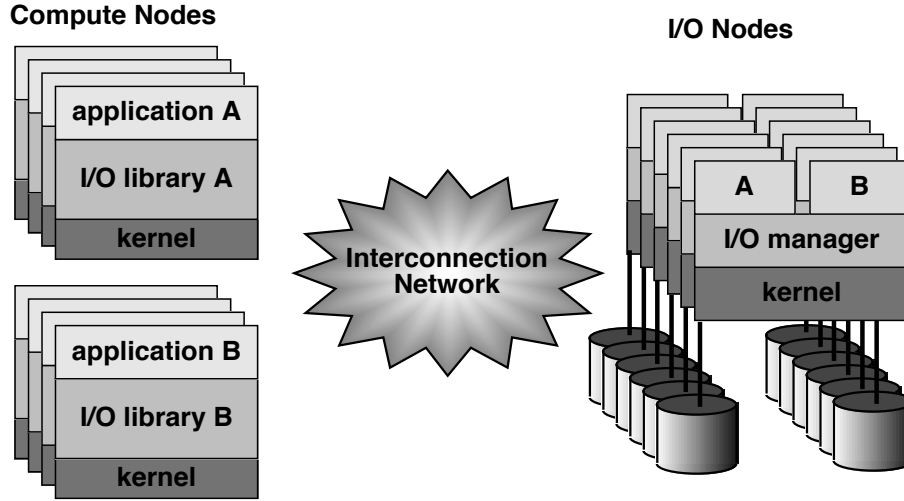 Compute Nodes
application A
I/O library A
kernel
application B
I/O library B
kernel
Interconnection
Network
I/O Nodes
A B
I/O manager
kernel